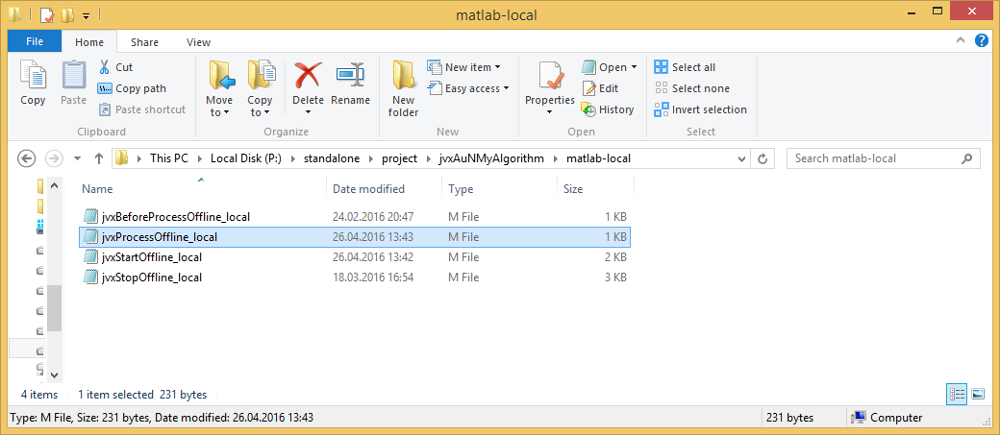 matlab-local
File Home Share View
Copy Paste Cut Copy path Paste shortcut
Clipboard
Move to Copy to Delete Rename
Organize
New folder New item Easy access
New
Properties Open Edit History
Open
Select all Select none Invert selection
Select
This PC Local Disk (P:) standalone project jvxAuNMyAlgorithm matlab-local Search matlab-local
Name Date modified Type Size
jvxBeforeProcessOffline_local 24.02.2016 20:47 M File 1 KB
jvxProcessOffline_local 26.04.2016 13:43 M File 1 KB
jvxStartOffline_local 26.04.2016 13:42 M File 2 KB
jvxStopOffline_local 18.03.2016 16:54 M File 3 KB
4 items 1 item selected 231 bytes
Type: M File, Size: 231 bytes, Date modified: 26.04.2016 13:43 231 bytes Computer